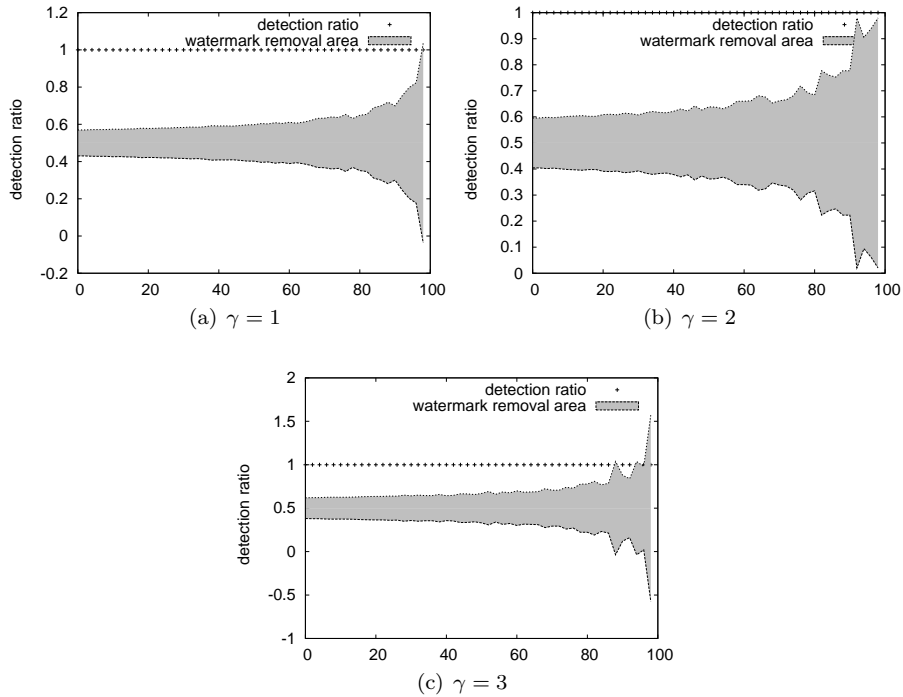 detection ratio
watermark removal area
detection ratio
1.2
1
0.8
0.6
0.4
0.2
0
-0.2
0 20 40 60 80 100
(a) γ = 1
detection ratio
watermark removal area
detection ratio
1
0.9
0.8
0.7
0.6
0.5
0.4
0.3
0.2
0.1
0
0 20 40 60 80 100
(b) γ = 2
detection ratio
watermark removal area
detection ratio
2
1.5
1
0.5
0
-0.5
-1
0 20 40 60 80 100
(c) γ = 3